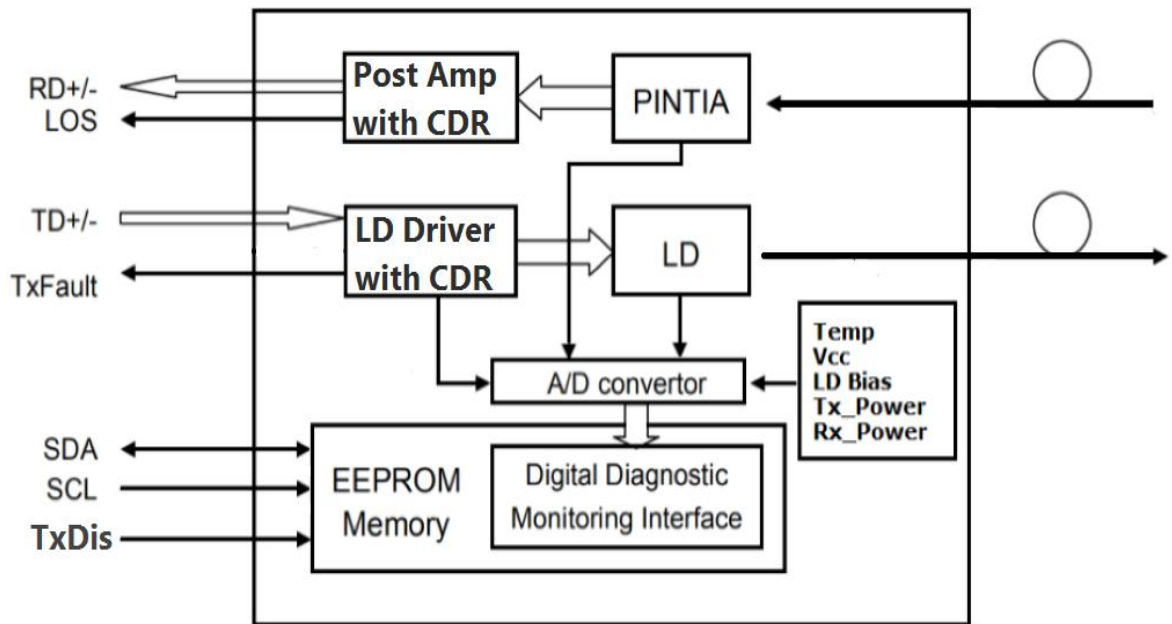 RD+/-
LOS
Post Amp
with CDR
PINTIA
TD+/-
TxFault
LD Driver
with CDR
LD
Temp
Vcc
LD Bias
Tx_Power
Rx_Power
A/D convertor
SDA
SCL
TxDis
EEPROM
Memory
Digital Diagnostic
Monitoring Interface